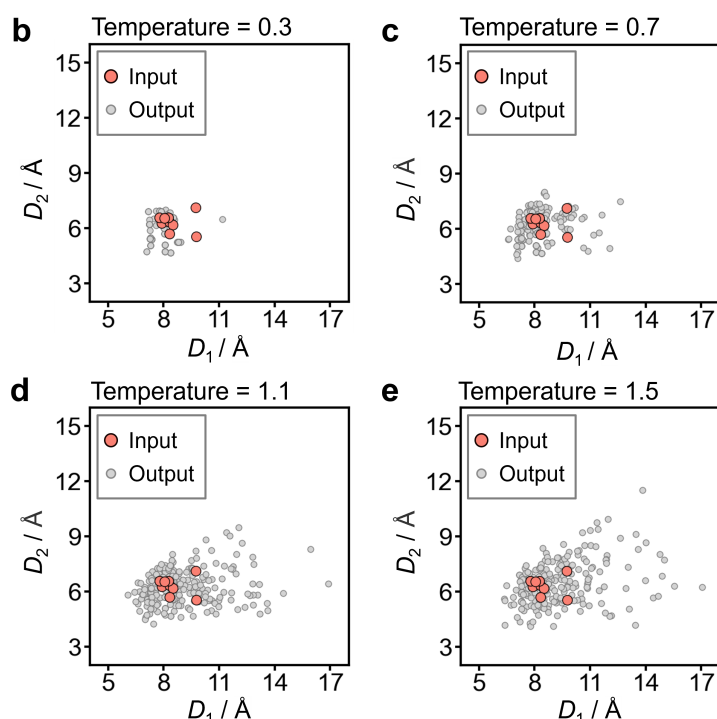 b Temperature = 0.3
15
12
9
6
3
D2 / Å
Input
Output
5 8 11 14 17
D1 / Å
c Temperature = 0.7
15
12
9
6
3
D2 / Å
Input
Output
5 8 11 14 17
D1 / Å
d Temperature = 1.1
15
12
9
6
3
D2 / Å
Input
Output
5 8 11 14 17
D1 / Å
e Temperature = 1.5
15
12
9
6
3
D2 / Å
Input
Output
5 8 11 14 17
D1 / Å